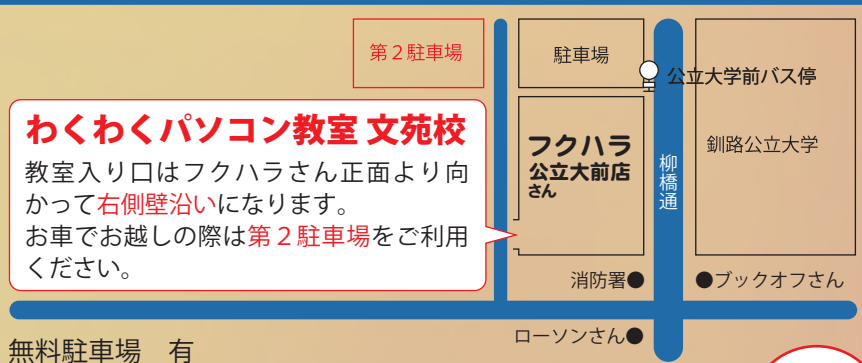 第２駐車場
駐車場
公立大学前バス停
わくわくパソコン教室 文苑校
教室入り口はフクハラさん正面より向
かって右側壁沿いになります。
お車でお越しの際は第２駐車場をご利用
ください。
フクハラ
公立大前店
さん
柳橋通
釧路公立大学
消防署●
●ブックオフさん
ローソンさん●
無料駐車場　有